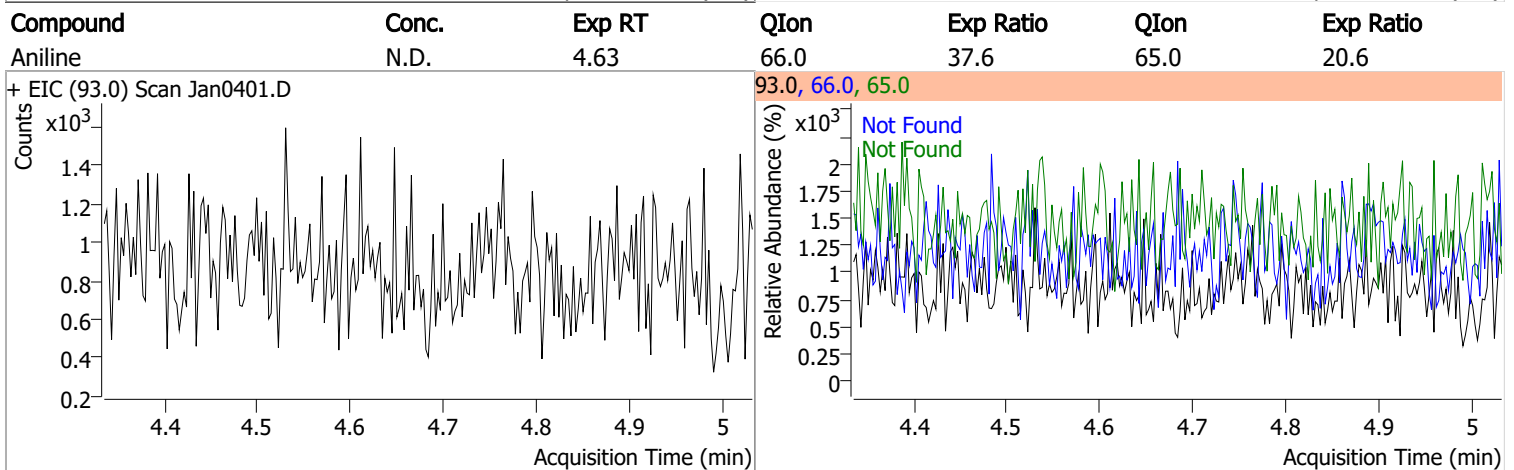 Compound Conc. Exp RT QIon Exp Ratio QIon Exp Ratio
Aniline N.D. 4.63 66.0 37.6 65.0 20.6
+ EIC (93.0) Scan Jan0401.D
Counts
x10³
1.4
1.2
1
0.8
0.6
0.4
0.2
4.4 4.5 4.6 4.7 4.8 4.9 5
Acquisition Time (min)
93.0, 66.0, 65.0
Relative Abundance (%)
x10³
Not Found
Not Found
2
1.75
1.5
1.25
1
0.75
0.5
0.25
0
4.4 4.5 4.6 4.7 4.8 4.9 5
Acquisition Time (min)